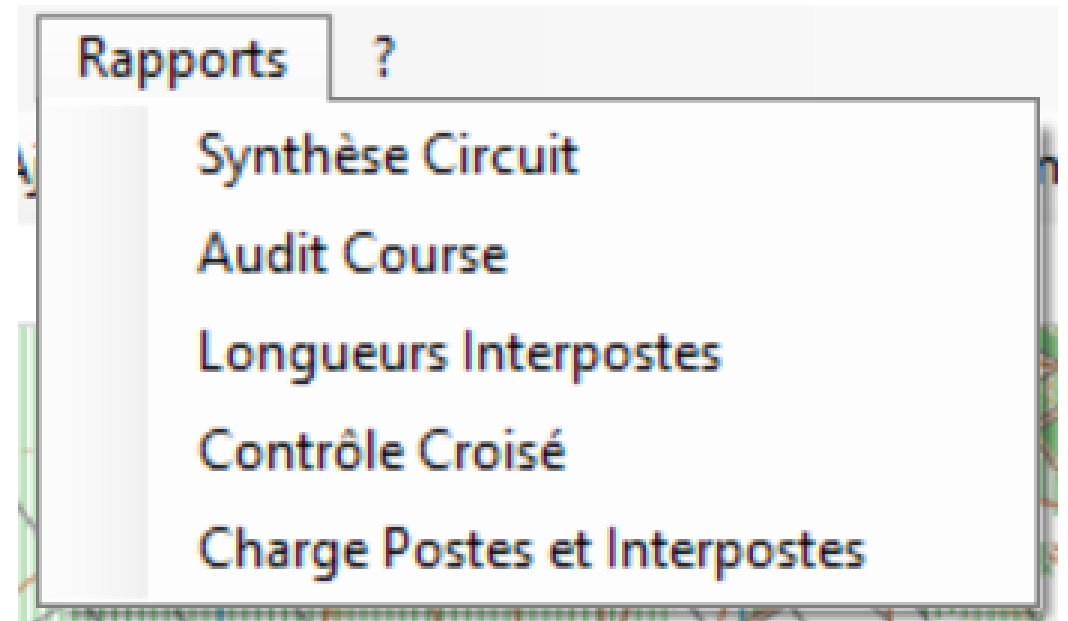 Rapports ?
Synthèse Circuit
Audit Course
Longueurs Interpostes
Contrôle Croisé
Charge Postes et Interpostes